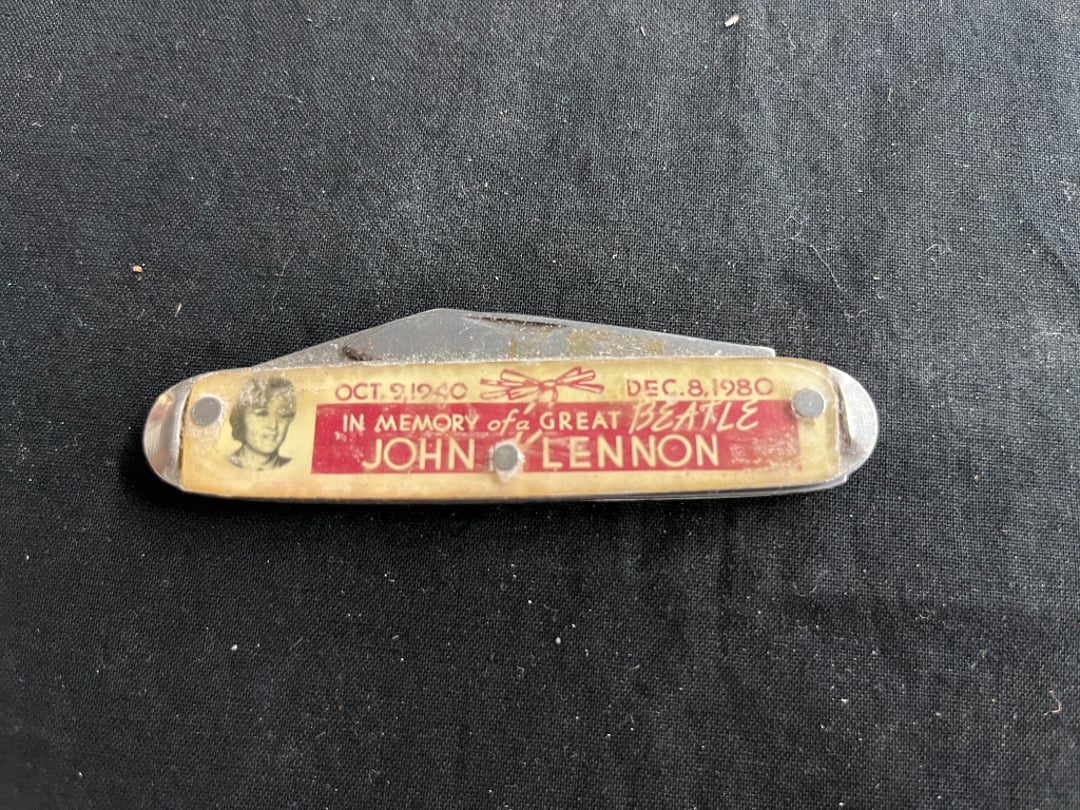 OCT. 9, 1940 DEC. 8, 1980
IN MEMORY of a GREAT BEATLE
JOHN LENNON